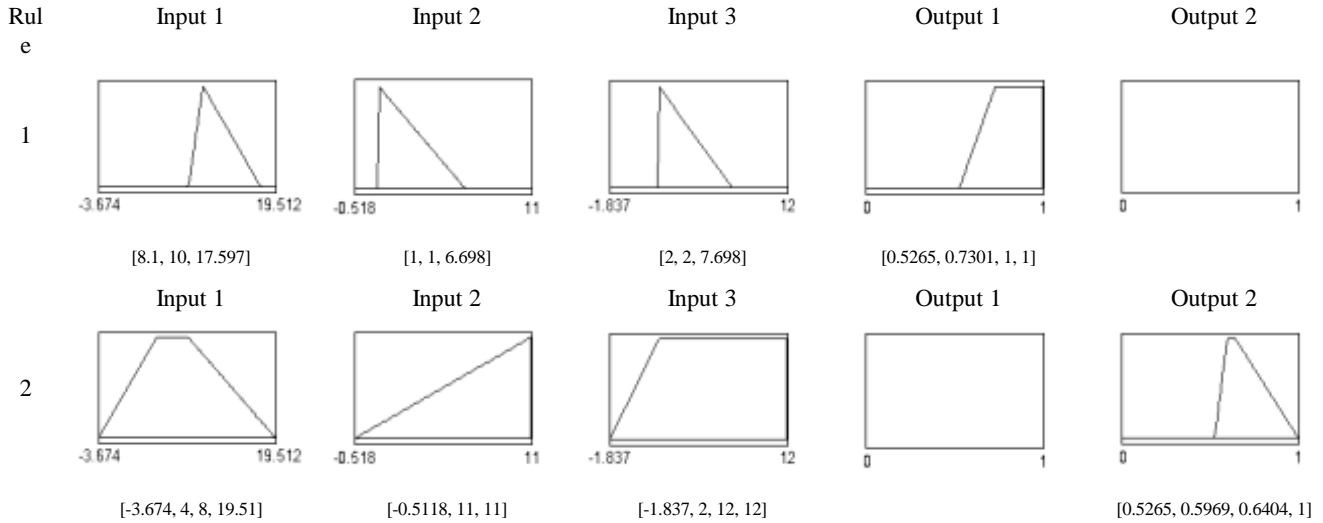 Rul Input 1 Input 2 Input 3 Output 1 Output 2
e
1
-3.674 19.512 -0.518 11 -1.837 12 0 1 0 1
[8.1, 10, 17.597] [1, 1, 6.698] [2, 2, 7.698] [0.5265, 0.7301, 1, 1]
Input 1 Input 2 Input 3 Output 1 Output 2
2
-3.674 19.512 -0.518 11 -1.837 12 0 1 0 1
[-3.674, 4, 8, 19.51] [-0.5118, 11, 11] [-1.837, 2, 12, 12] [0.5265, 0.5969, 0.6404, 1]